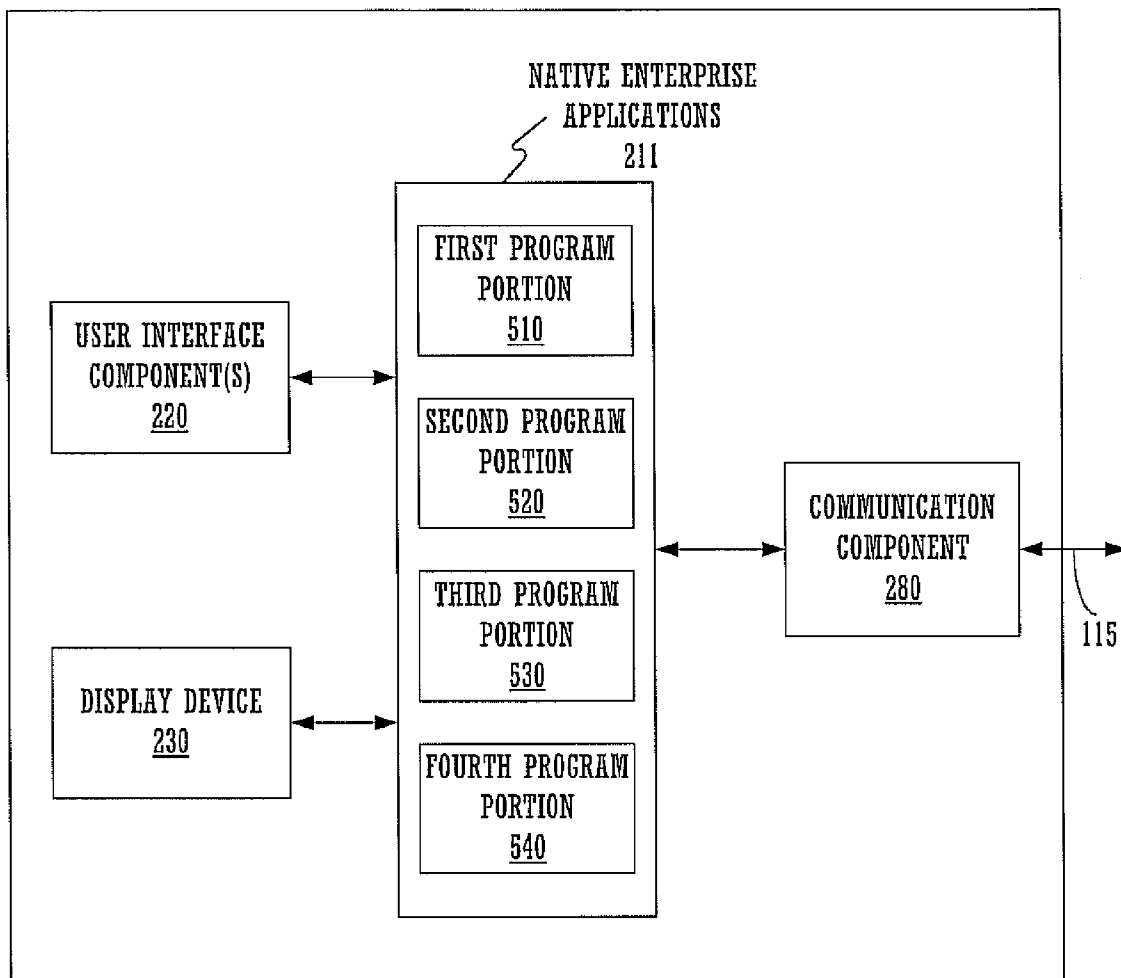 NATIVE ENTERPRISE
APPLICATIONS
211
FIRST PROGRAM
PORTION
510
USER INTERFACE
COMPONENT(S)
220
SECOND PROGRAM
PORTION
520
COMMUNICATION
COMPONENT
280
115
THIRD PROGRAM
PORTION
530
DISPLAY DEVICE
230
FOURTH PROGRAM
PORTION
540